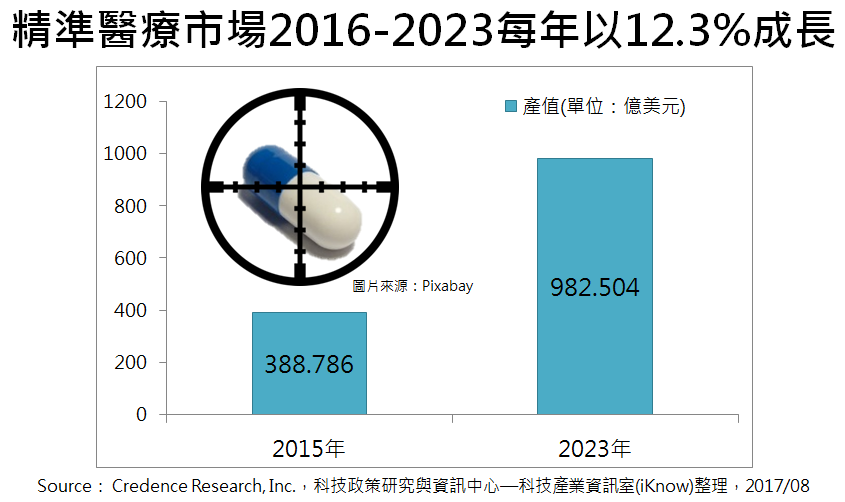 精準醫療市場2016-2023每年以12.3%成長
1200
1000
800
600
400
200
0
產值(單位：億美元)
圖片來源：Pixabay
388.786
982.504
2015年
2023年
Source： Credence Research, Inc.，科技政策研究與資訊中心—科技產業資訊室(iKnow)整理，2017/08